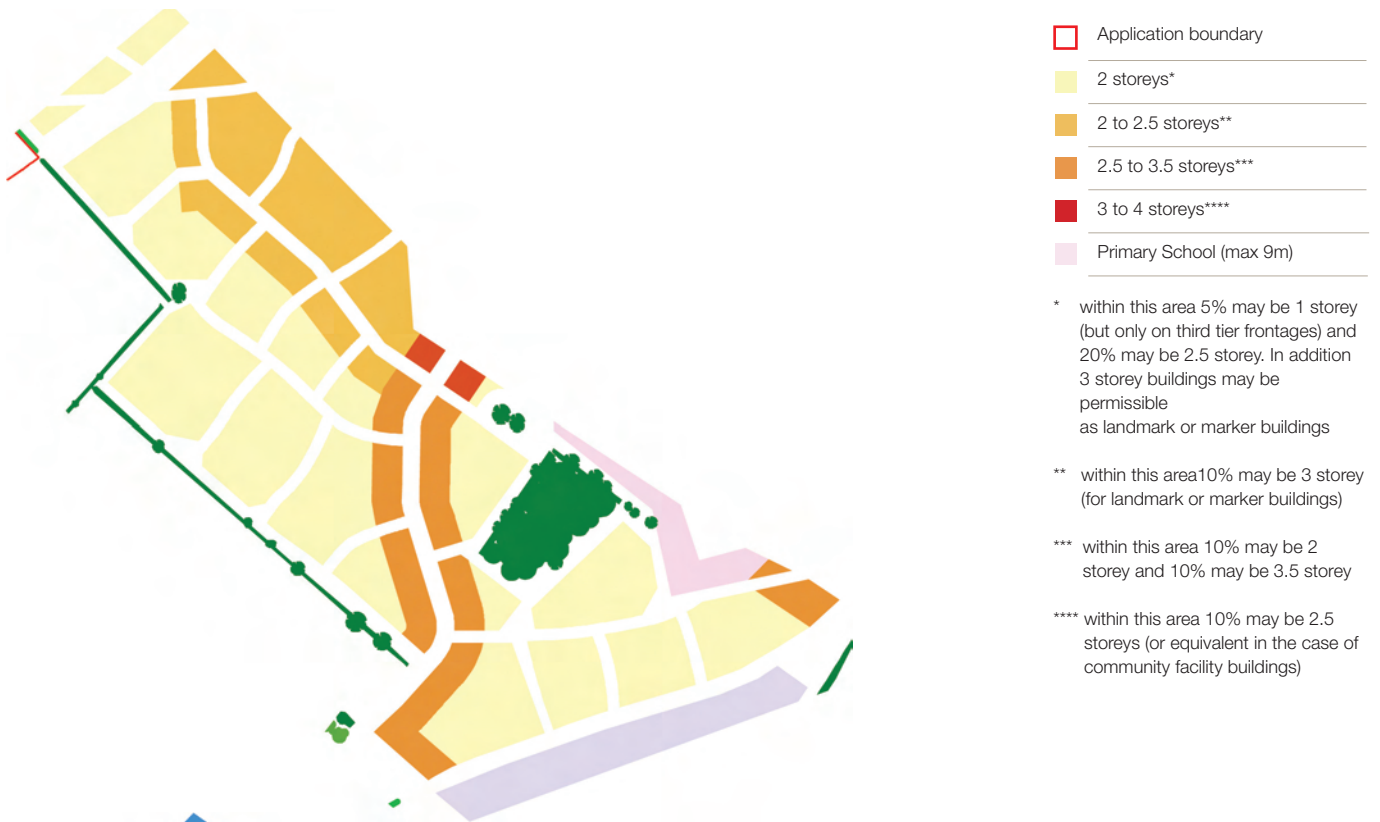 Application boundary
2 storeys*
2 to 2.5 storeys**
2.5 to 3.5 storeys***
3 to 4 storeys****
Primary School (max 9m)
* within this area 5% may be 1 storey
(but only on third tier frontages) and
20% may be 2.5 storey. In addition
3 storey buildings may be
permissible
as landmark or marker buildings
** within this area10% may be 3 storey
(for landmark or marker buildings)
*** within this area 10% may be 2
storey and 10% may be 3.5 storey
**** within this area 10% may be 2.5
storeys (or equivalent in the case of
community facility buildings)